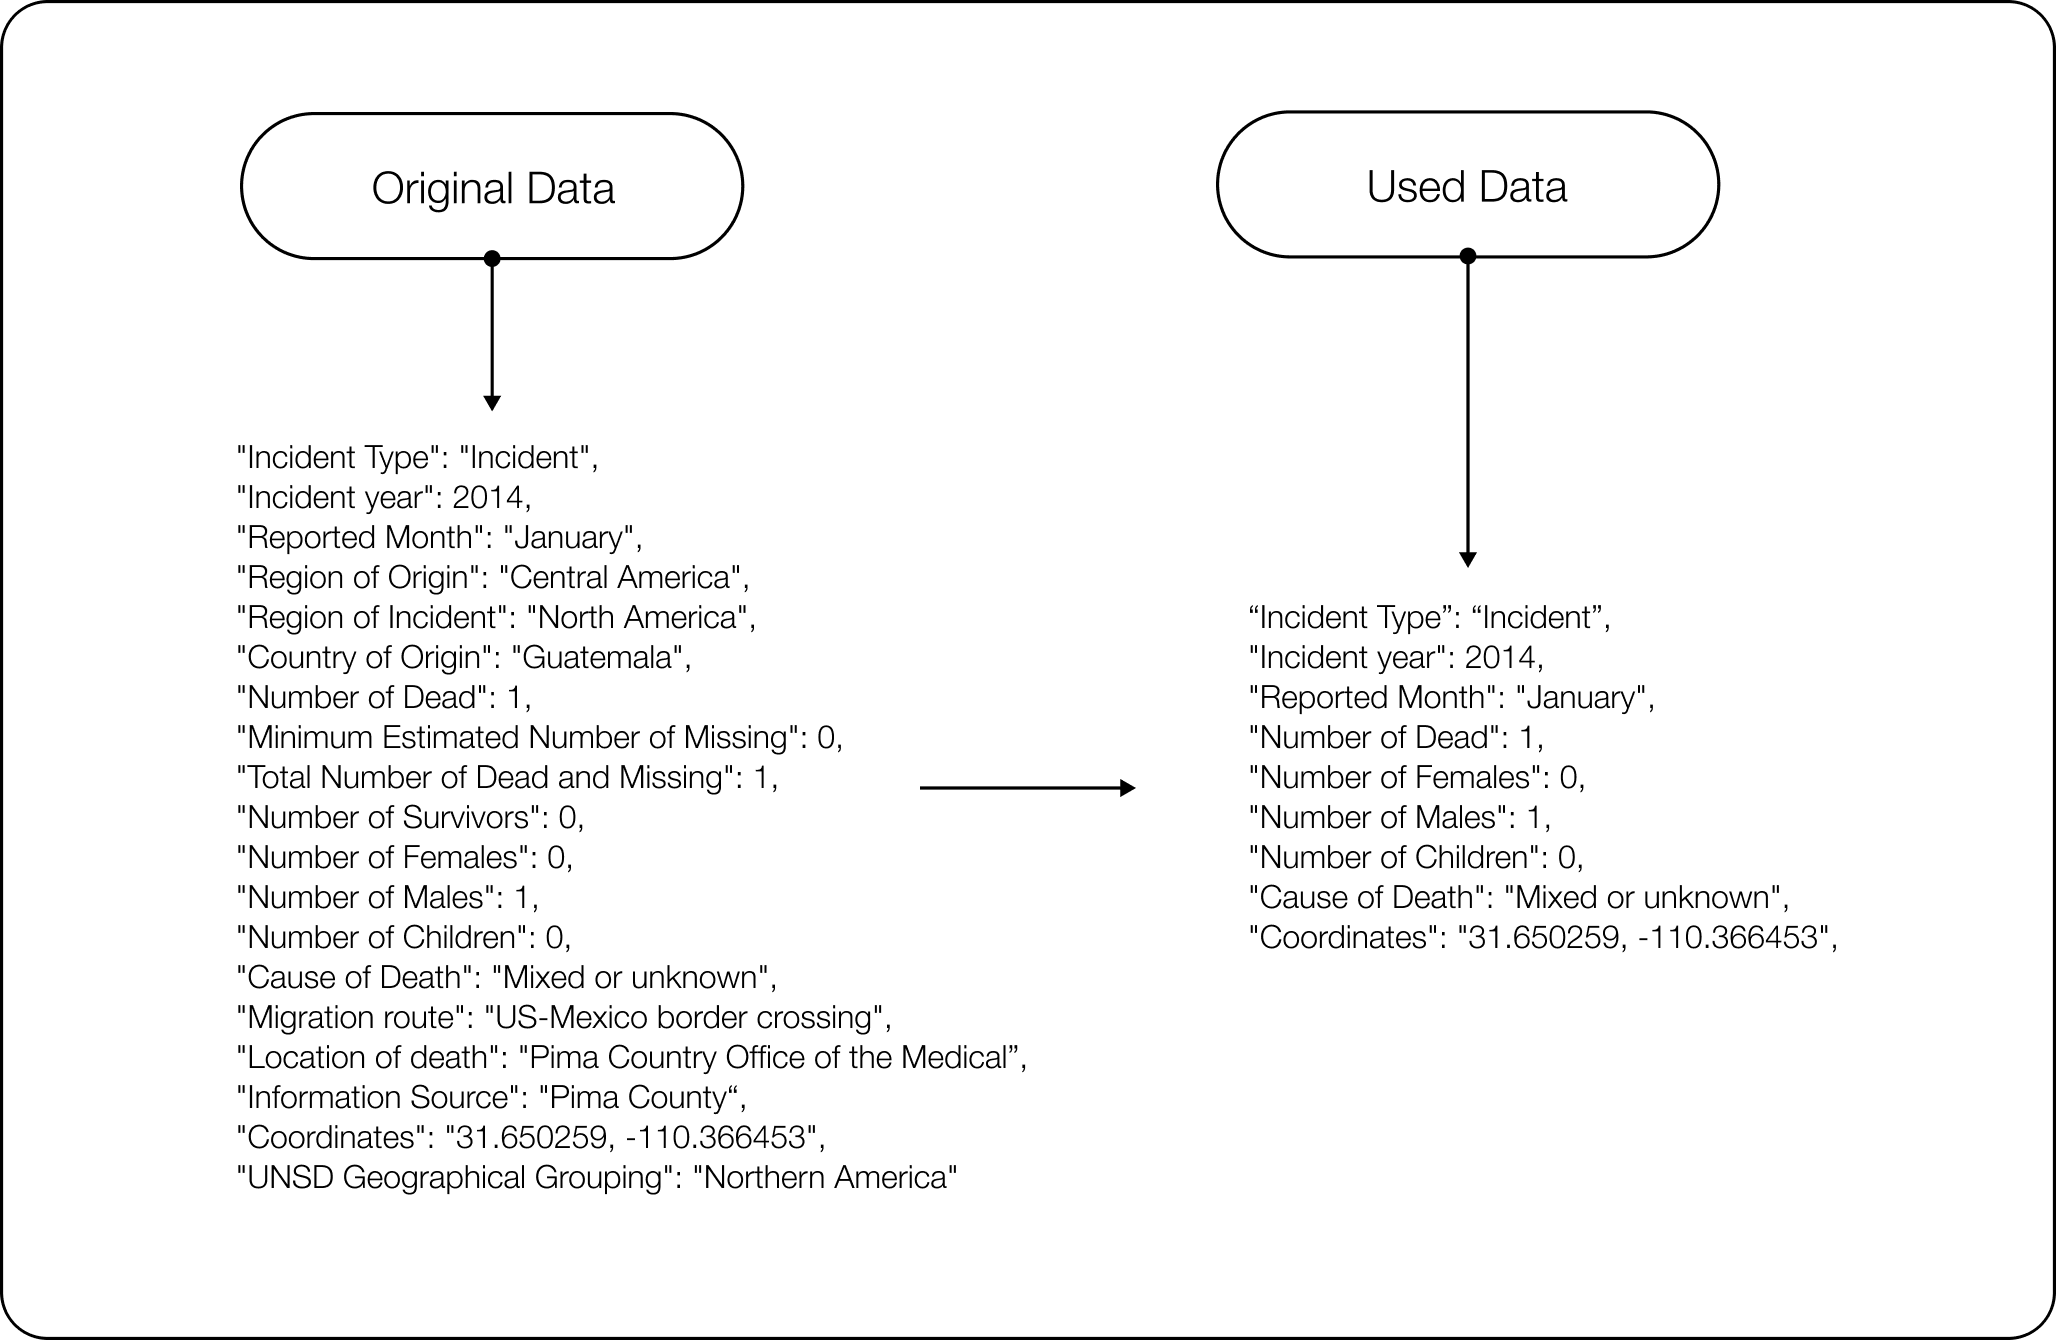 Original Data
"Incident Type": "Incident",
"Incident year": 2014,
"Reported Month": "January",
"Region of Origin": "Central America",
"Region of Incident": "North America",
"Country of Origin": "Guatemala",
"Number of Dead": 1,
"Minimum Estimated Number of Missing": 0,
"Total Number of Dead and Missing": 1,
"Number of Survivors": 0,
"Number of Females": 0,
"Number of Males": 1,
"Number of Children": 0,
"Cause of Death": "Mixed or unknown",
"Migration route": "US-Mexico border crossing",
"Location of death": "Pima Country Office of the Medical”,
"Information Source": "Pima County“,
"Coordinates": "31.650259, -110.366453",
"UNSD Geographical Grouping": "Northern America"
Used Data
“Incident Type”: “Incident”,
"Incident year": 2014,
"Reported Month": "January",
"Number of Dead": 1,
"Number of Females": 0,
"Number of Males": 1,
"Number of Children": 0,
"Cause of Death": "Mixed or unknown",
"Coordinates": "31.650259, -110.366453",